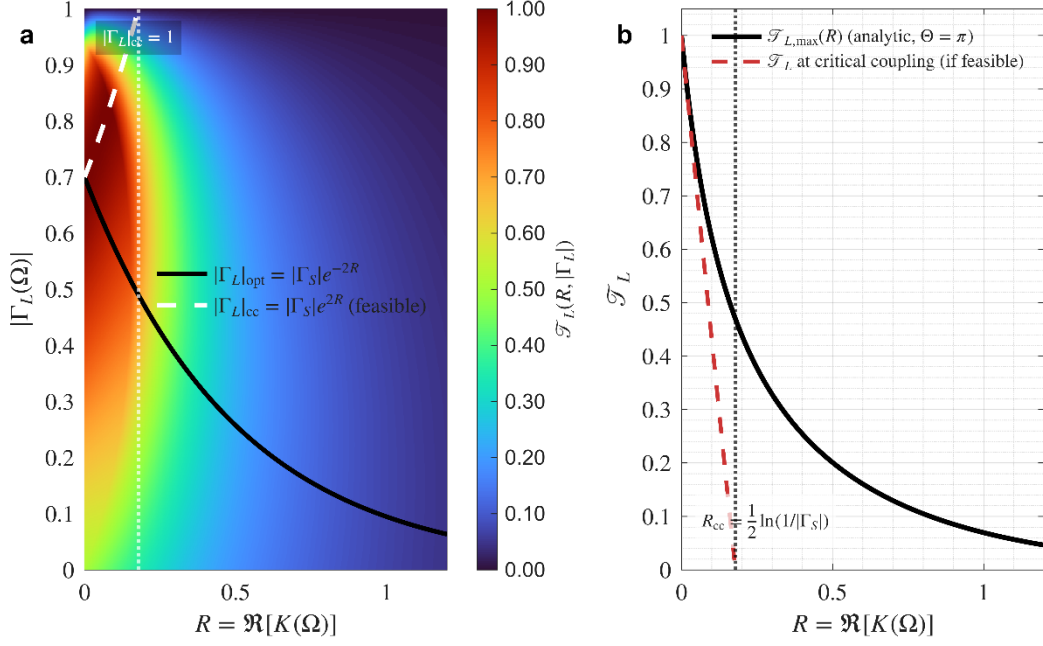 a
|Γ_L|cc = 1
1
0.9
0.8
0.7
0.6
0.5
0.4
0.3
0.2
0.1
0
|Γ_L(Ω)|
|Γ_L|opt = |Γ_S|e^{−2R}
|Γ_L|cc = |Γ_S|e^{2R} (feasible)
0 0.5 1
R = ℜ[K(Ω)]
1.00
0.90
0.80
0.70
0.60
0.50
0.40
0.30
0.20
0.10
0.00
𝒯_L(R, |Γ_L|)
b
𝒯_{L,max}(R) (analytic, Θ = π)
𝒯_L at critical coupling (if feasible)
1
0.9
0.8
0.7
0.6
0.5
0.4
0.3
0.2
0.1
0
𝒯_L
R_cc = ½ ln(1/|Γ_S|)
0 0.5 1
R = ℜ[K(Ω)]